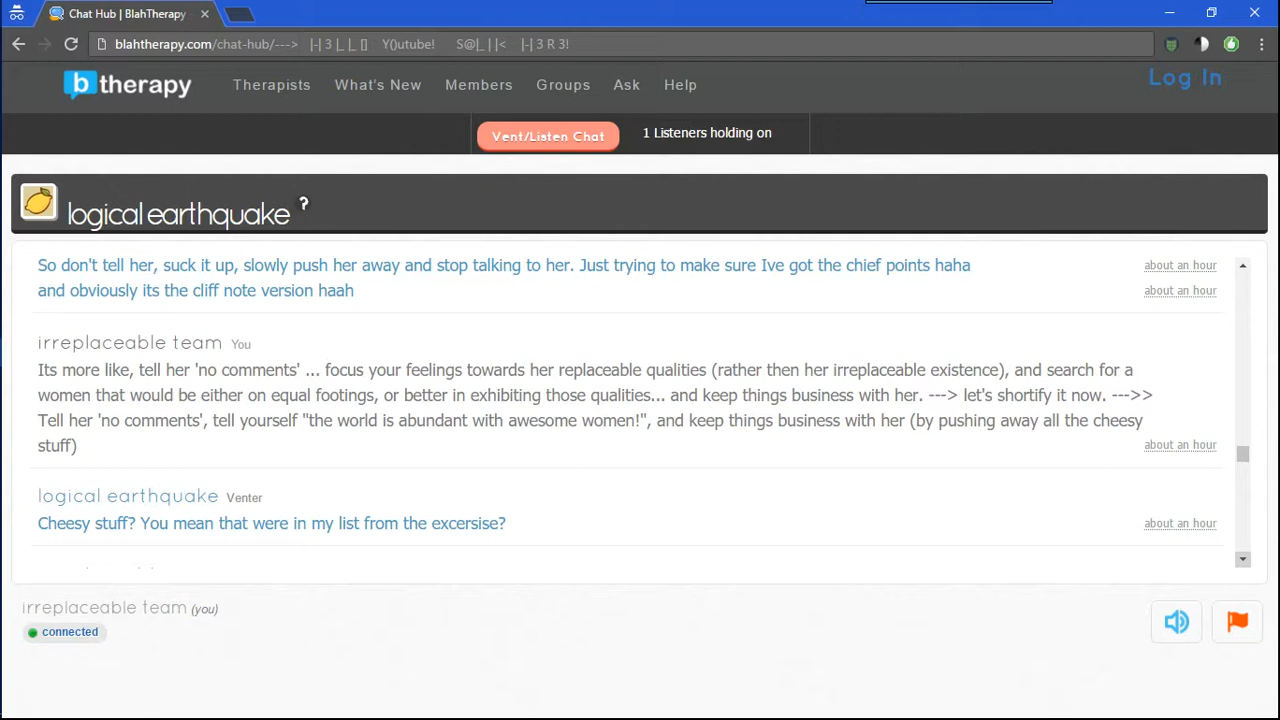 Chat Hub | BlahTherapy
blahtherapy.com/chat-hub/---> |-| 3 |_ |_ [] Y()utube! S@|_ | |< |-| 3 R 3!
b therapy Therapists What's New Members Groups Ask Help Log In
Vent/Listen Chat 1 Listeners holding on
logical earthquake ?
So don't tell her, suck it up, slowly push her away and stop talking to her. Just trying to make sure Ive got the chief points haha about an hour
and obviously its the cliff note version haah about an hour
irreplaceable team You
Its more like, tell her 'no comments' ... focus your feelings towards her replaceable qualities (rather then her irreplaceable existence), and search for a
women that would be either on equal footings, or better in exhibiting those qualities... and keep things business with her. ---> let's shortify it now. --->>
Tell her 'no comments', tell yourself "the world is abundant with awesome women!", and keep things business with her (by pushing away all the cheesy
stuff) about an hour
logical earthquake Venter
Cheesy stuff? You mean that were in my list from the excersise? about an hour
irreplaceable team (you)
connected